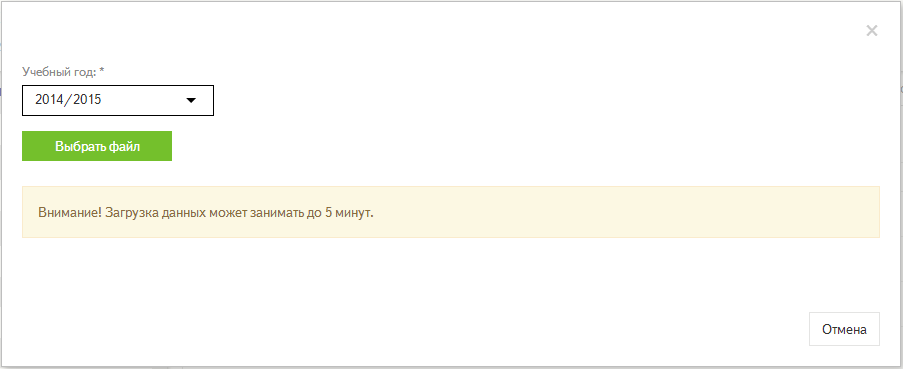 Учебный год: *
2014/2015
Выбрать файл
Внимание! Загрузка данных может занимать до 5 минут.
Отмена